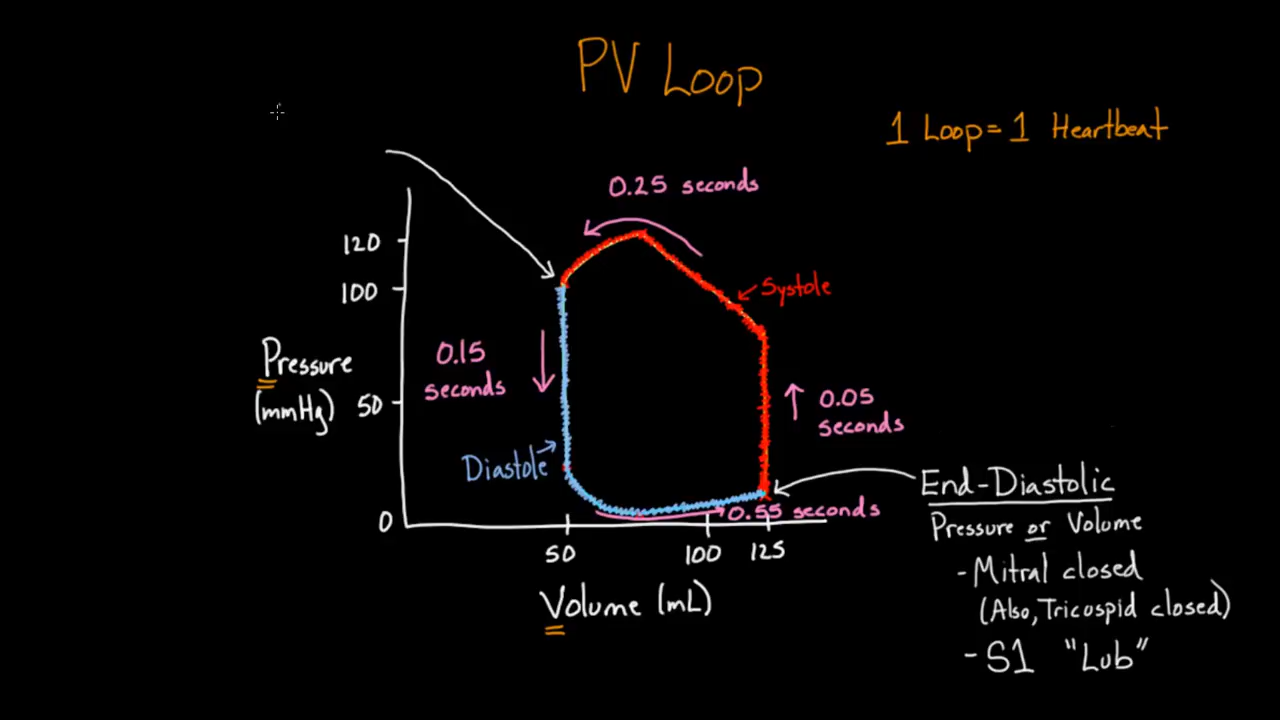 PV Loop
1 Loop = 1 Heartbeat
0.25 seconds
120
100
50
0
Pressure
(mmHg)
Systole
0.15
seconds
0.05
seconds
Diastole
0.55 seconds
50
100
125
Volume (mL)
End-Diastolic
Pressure or Volume
- Mitral closed
(Also, Tricuspid closed)
- S1 "Lub"